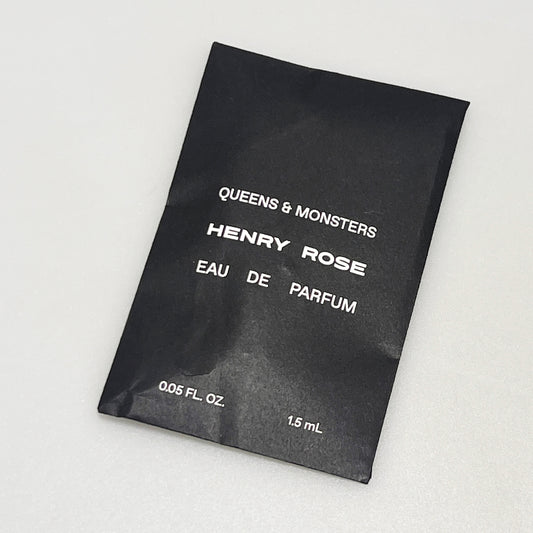 QUEENS & MONSTERS
HENRY ROSE
EAU DE PARFUM
0.05 FL. OZ. 1.5 mL